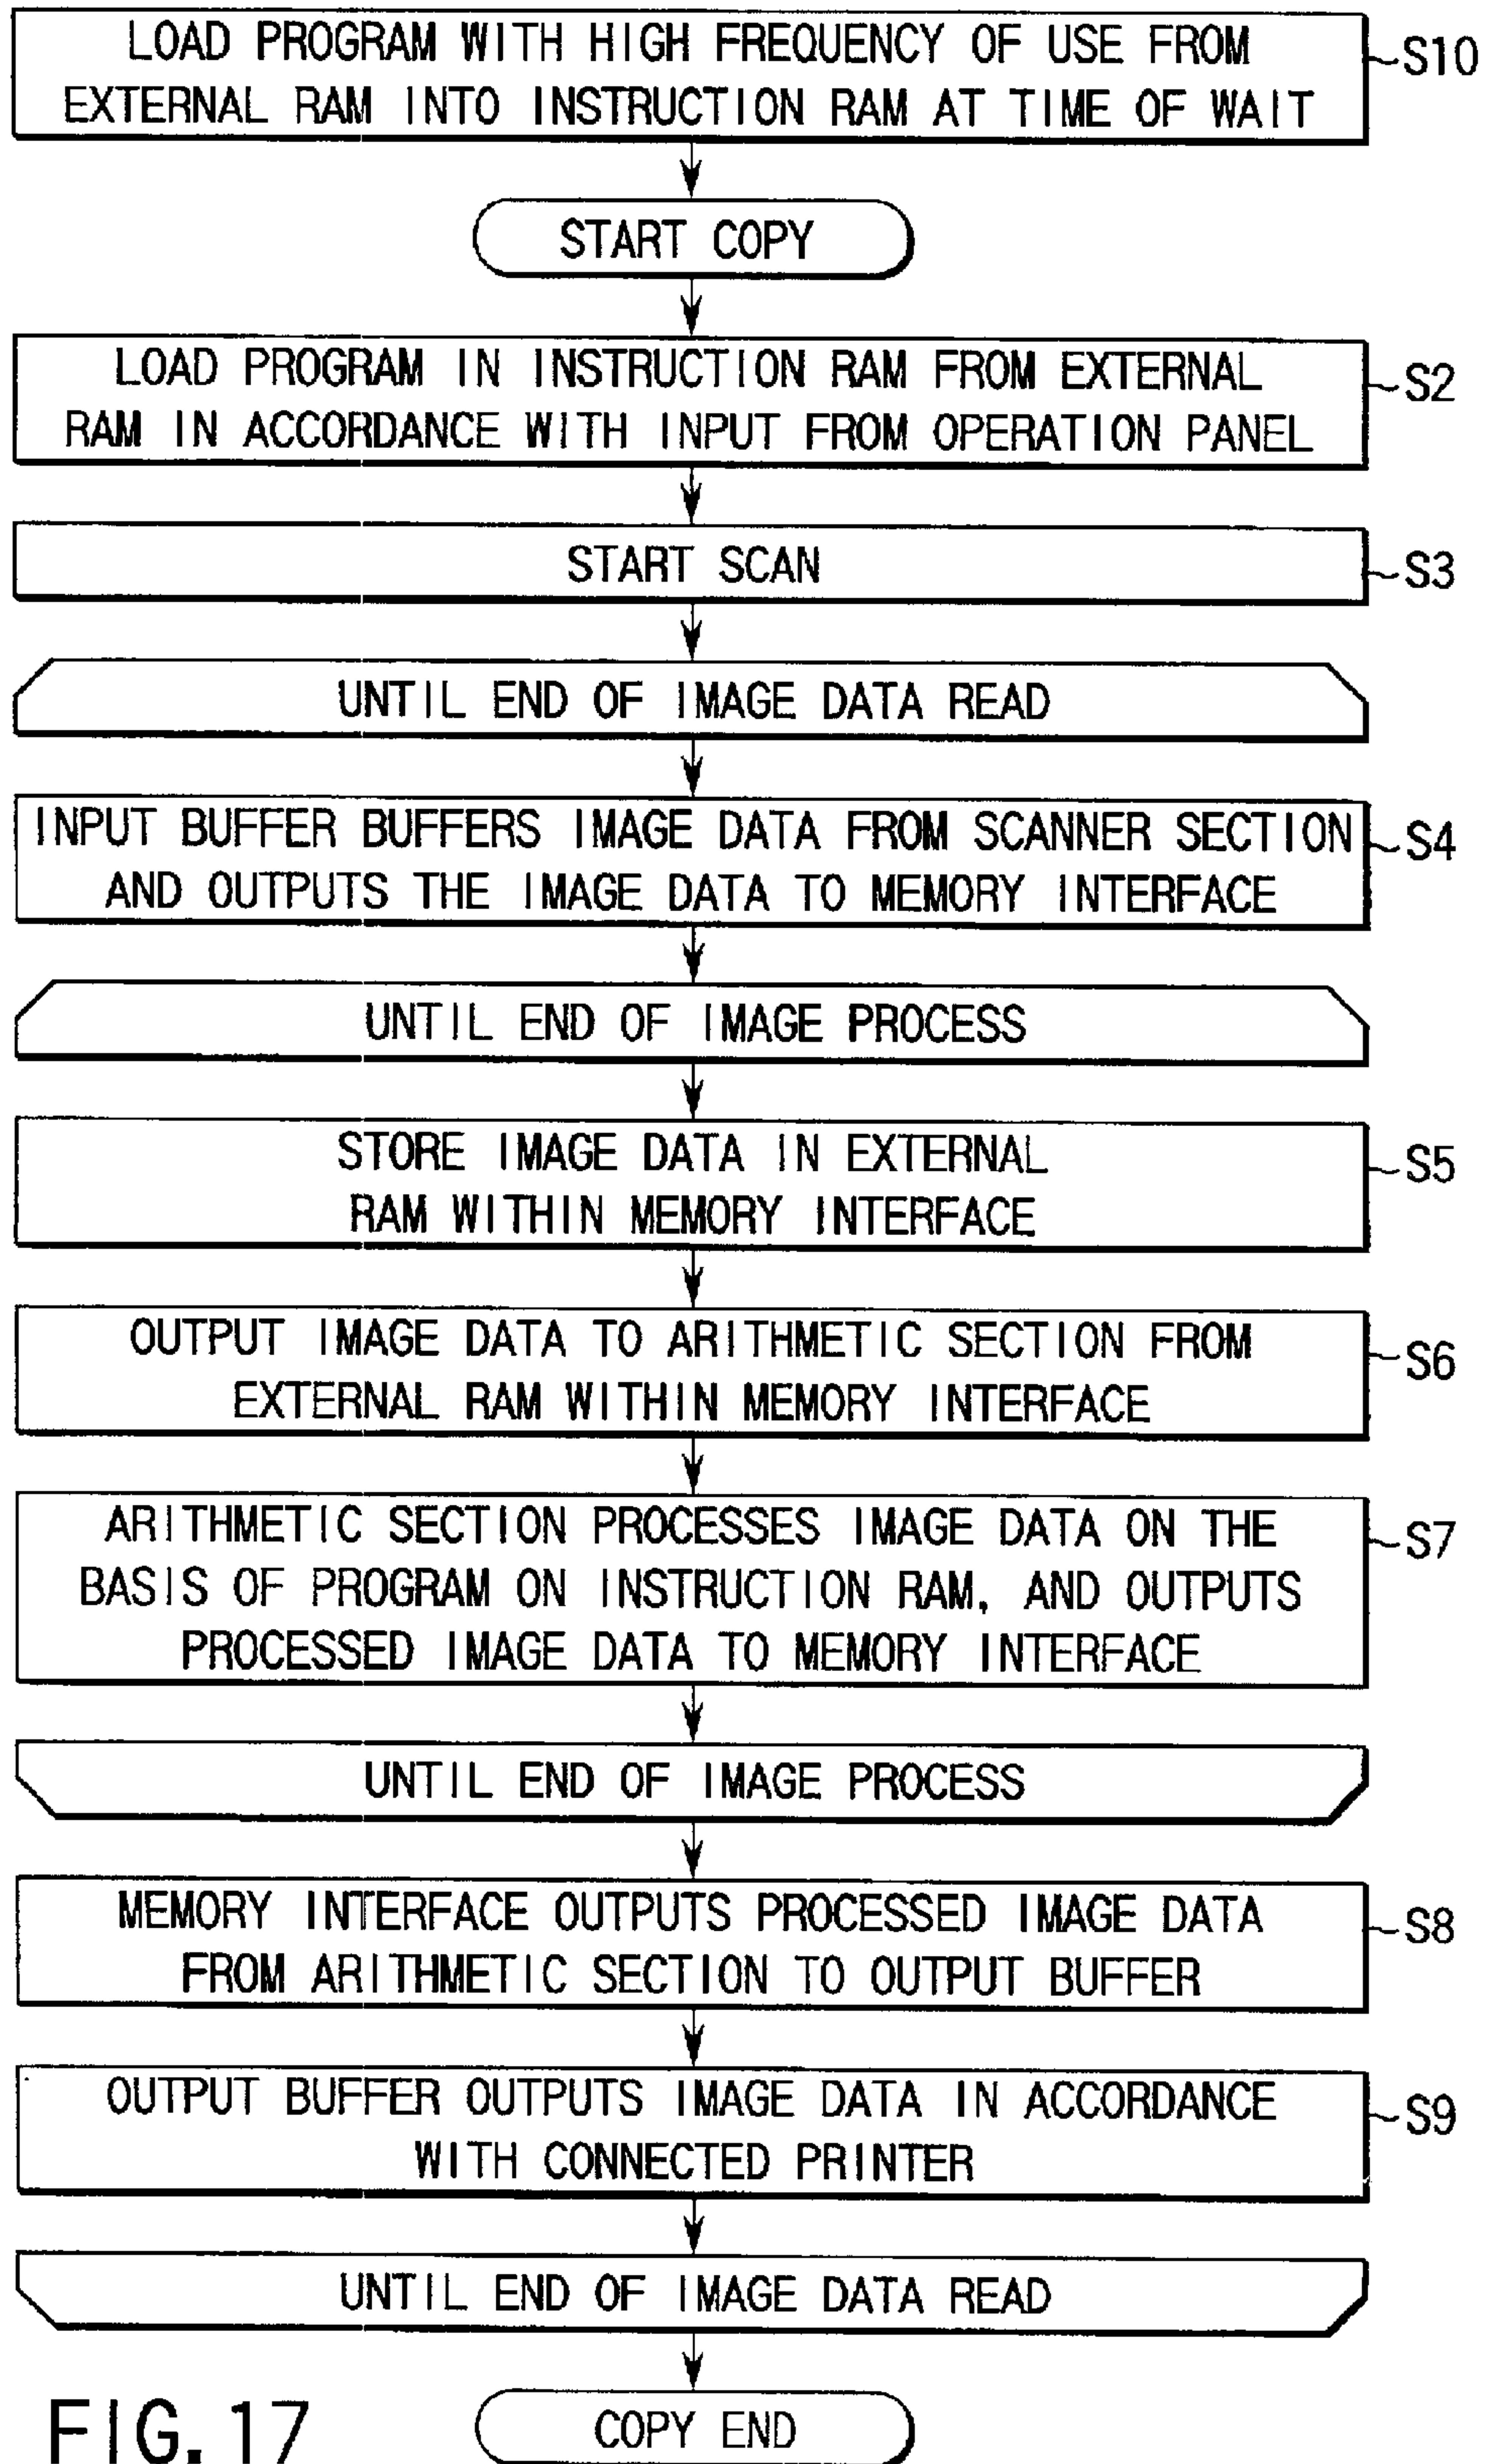 LOAD PROGRAM WITH HIGH FREQUENCY OF USE FROM
EXTERNAL RAM INTO INSTRUCTION RAM AT TIME OF WAIT
S10
START COPY
LOAD PROGRAM IN INSTRUCTION RAM FROM EXTERNAL
RAM IN ACCORDANCE WITH INPUT FROM OPERATION PANEL
S2
START SCAN
S3
UNTIL END OF IMAGE DATA READ
INPUT BUFFER BUFFERS IMAGE DATA FROM SCANNER SECTION
AND OUTPUTS THE IMAGE DATA TO MEMORY INTERFACE
S4
UNTIL END OF IMAGE PROCESS
STORE IMAGE DATA IN EXTERNAL
RAM WITHIN MEMORY INTERFACE
S5
OUTPUT IMAGE DATA TO ARITHMETIC SECTION FROM
EXTERNAL RAM WITHIN MEMORY INTERFACE
S6
ARITHMETIC SECTION PROCESSES IMAGE DATA ON THE
BASIS OF PROGRAM ON INSTRUCTION RAM, AND OUTPUTS
PROCESSED IMAGE DATA TO MEMORY INTERFACE
S7
UNTIL END OF IMAGE PROCESS
MEMORY INTERFACE OUTPUTS PROCESSED IMAGE DATA
FROM ARITHMETIC SECTION TO OUTPUT BUFFER
S8
OUTPUT BUFFER OUTPUTS IMAGE DATA IN ACCORDANCE
WITH CONNECTED PRINTER
S9
UNTIL END OF IMAGE DATA READ
COPY END
FIG. 17